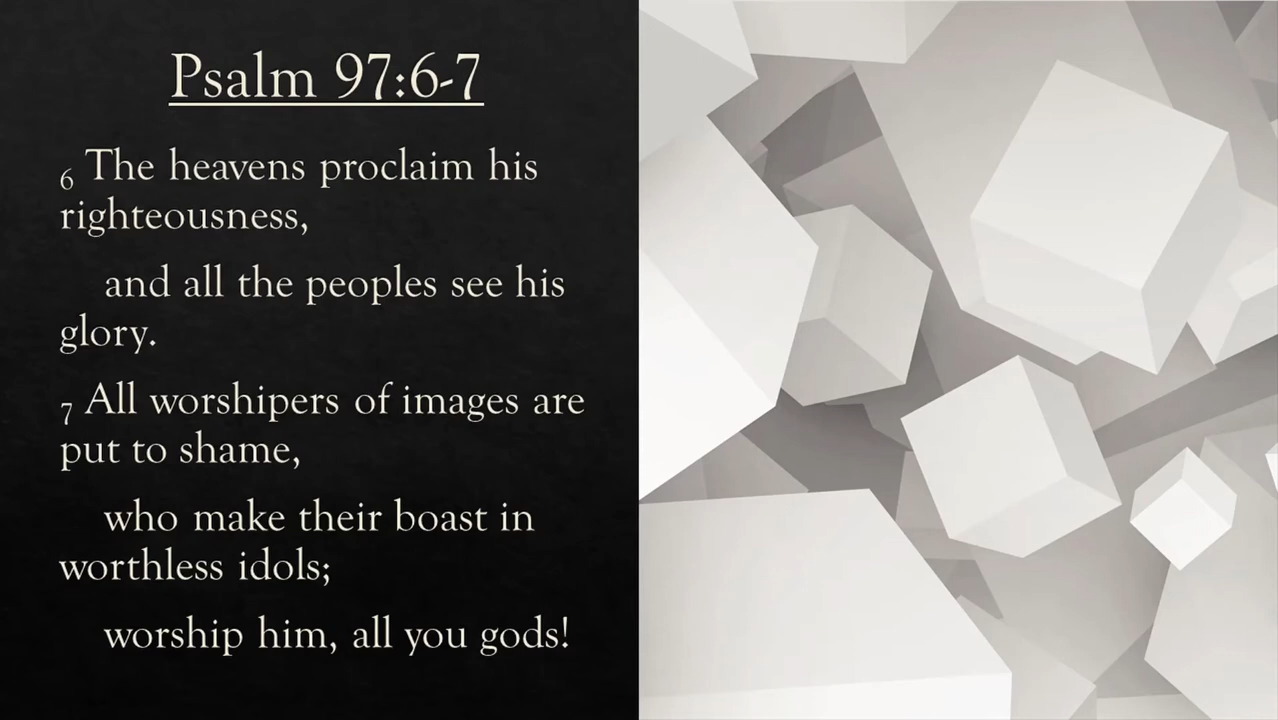 Psalm 97:6-7
6 The heavens proclaim his
righteousness,
and all the peoples see his
glory.
7 All worshipers of images are
put to shame,
who make their boast in
worthless idols;
worship him, all you gods!